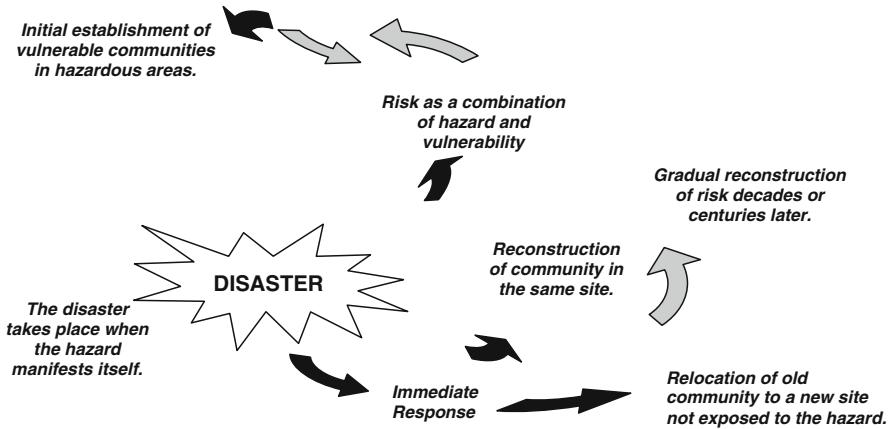 Initial establishment of
vulnerable communities
in hazardous areas.
Risk as a combination
of hazard and
vulnerability
Gradual reconstruction
of risk decades or
centuries later.
Reconstruction
of community in
the same site.
DISASTER
The disaster
takes place when
the hazard
manifests itself.
Immediate
Response
Relocation of old
community to a new site
not exposed to the hazard.